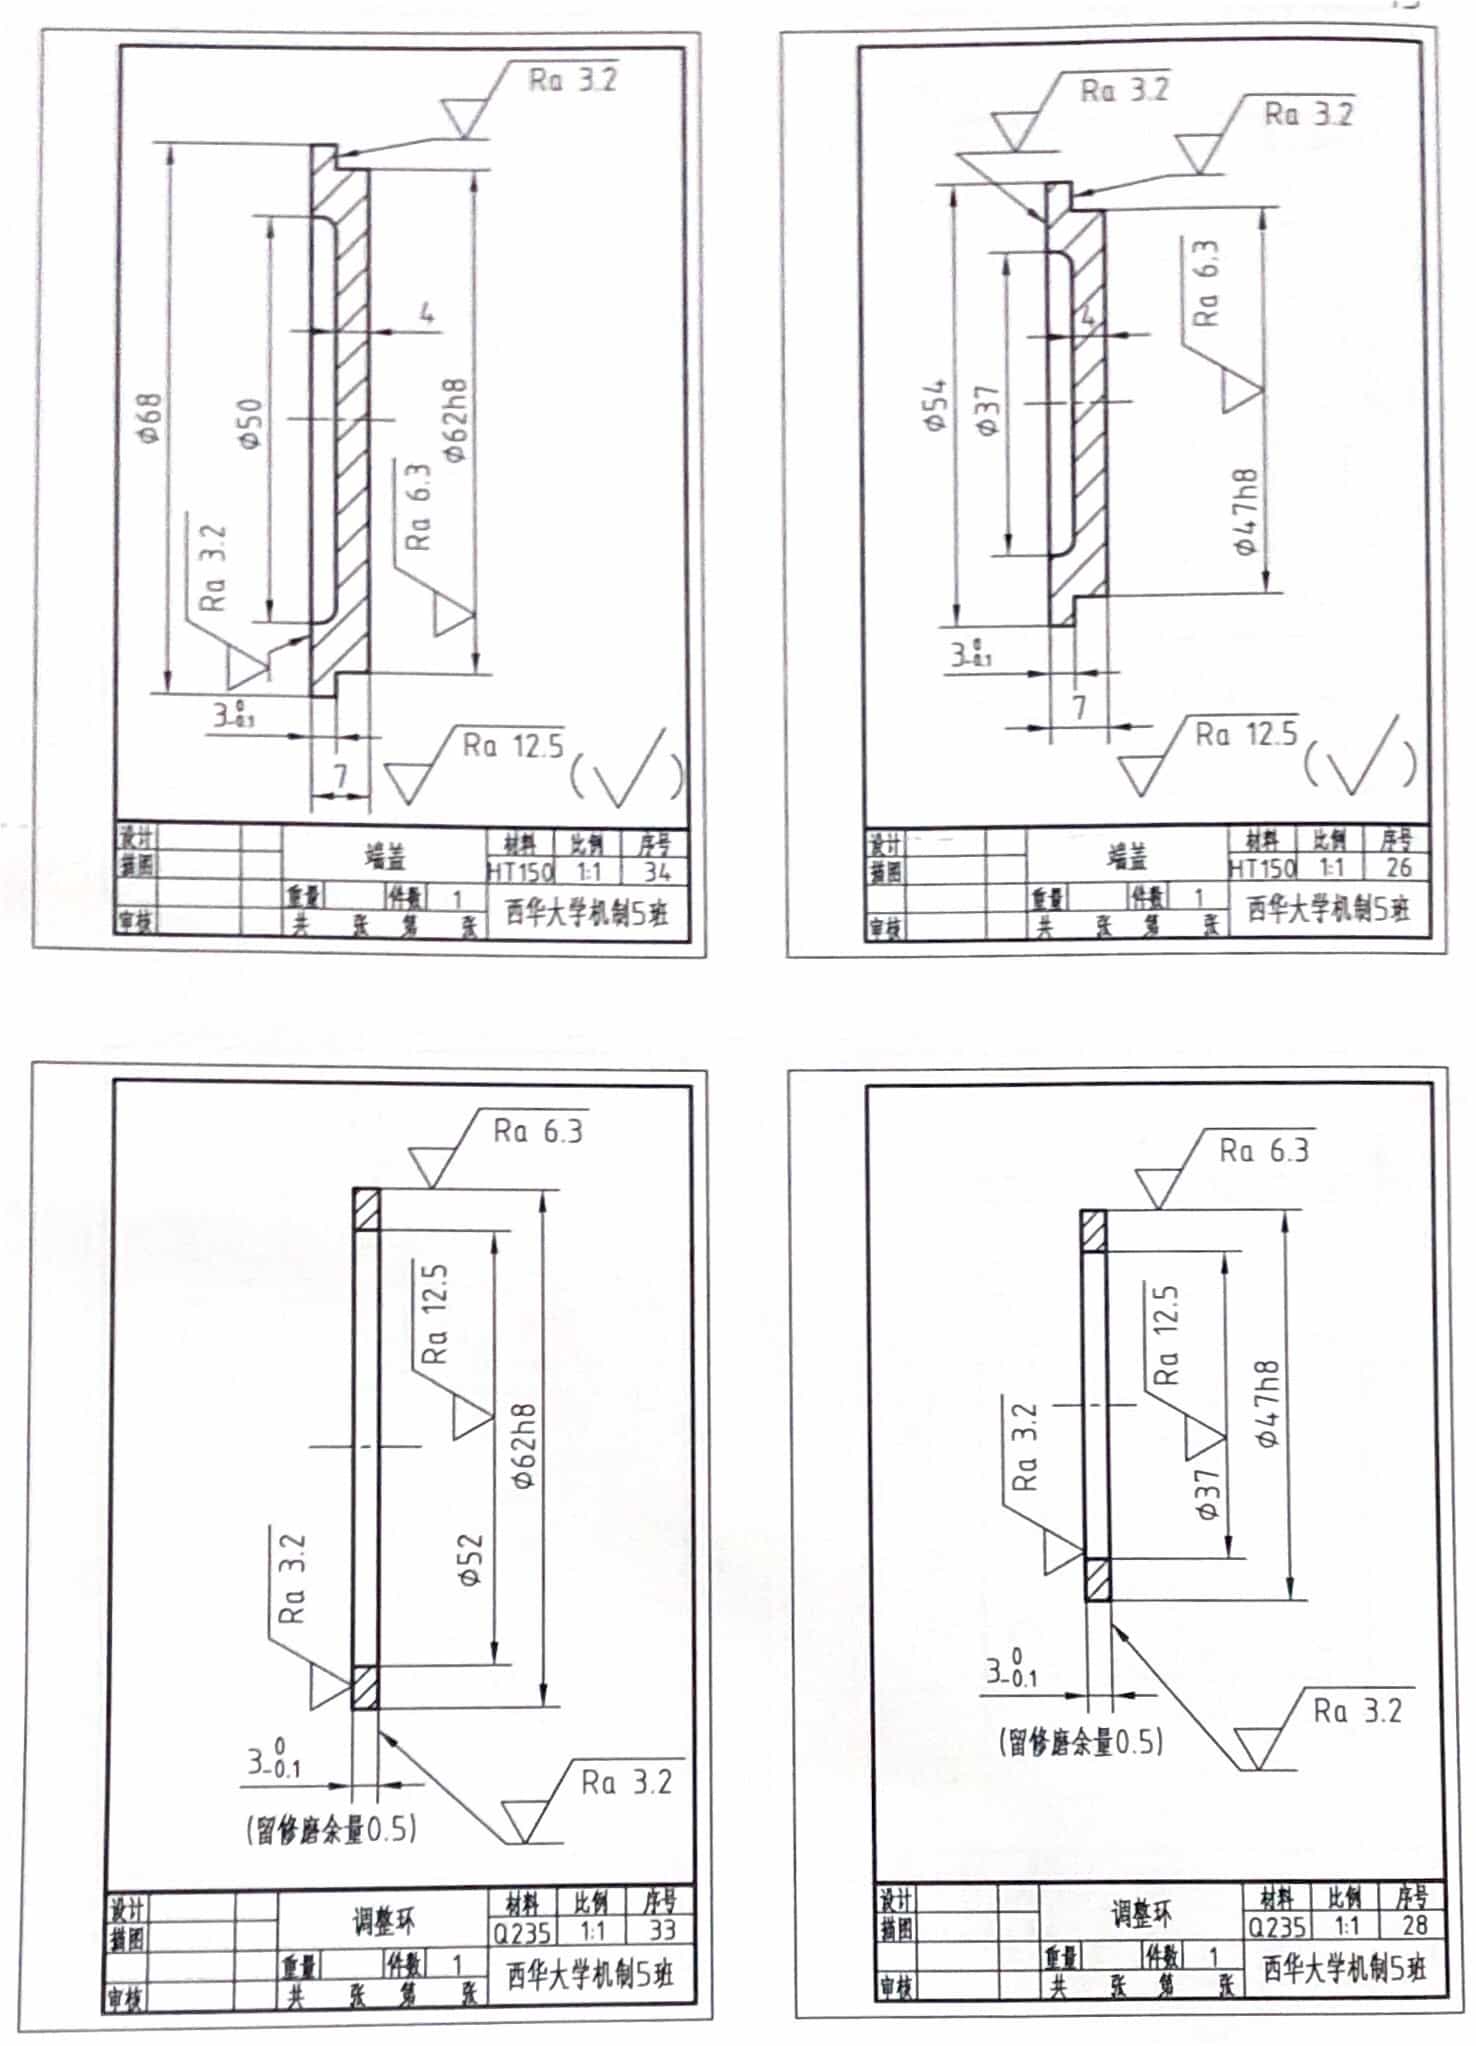 Ra 3.2
Φ68
Φ50
4
Φ62h8
Ra 6.3
Ra 3.2
3 0 -0.1
7
Ra 12.5 (√)
设计
描图
审核
端盖
材料 比例 序号
HT150 1:1 34
重量 件数 1
共 张 第 张
西华大学机制5班
Ra 3.2
Ra 3.2
Ra 6.3
4
Φ54
Φ37
Φ47h8
3 0 -0.1
7
Ra 12.5 (√)
设计
描图
审核
端盖
材料 比例 序号
HT150 1:1 26
重量 件数 1
共 张 第 张
西华大学机制5班
Ra 6.3
Ra 12.5
Φ62h8
Φ52
Ra 3.2
3 0 -0.1
(留修磨余量0.5)
Ra 3.2
设计
描图
审核
调整环
材料 比例 序号
Q235 1:1 33
重量 件数 1
共 张 第 张
西华大学机制5班
Ra 6.3
Ra 12.5
Φ47h8
Ra 3.2
Φ37
3 0 -0.1
(留修磨余量0.5)
Ra 3.2
设计
描图
审核
调整环
材料 比例 序号
Q235 1:1 28
重量 件数 1
共 张 第 张
西华大学机制5班